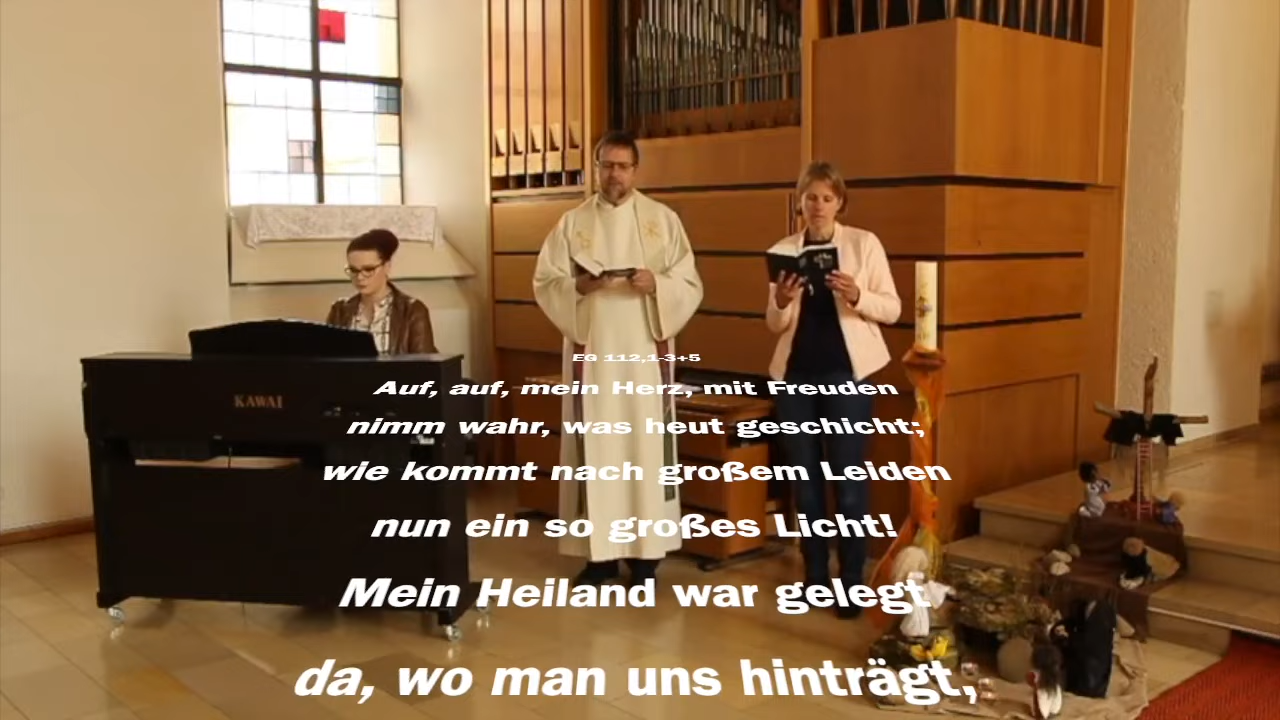 KAWAI
EG 112,1-3+5
Auf, auf, mein Herz, mit Freuden
nimm wahr, was heut geschicht;
wie kommt nach großem Leiden
nun ein so großes Licht!
Mein Heiland war gelegt
da, wo man uns hinträgt,